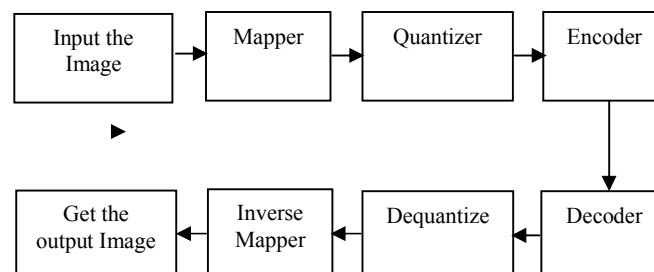 Input the
Image
Mapper
Quantizer
Encoder
Get the
output Image
Inverse
Mapper
Dequantize
Decoder